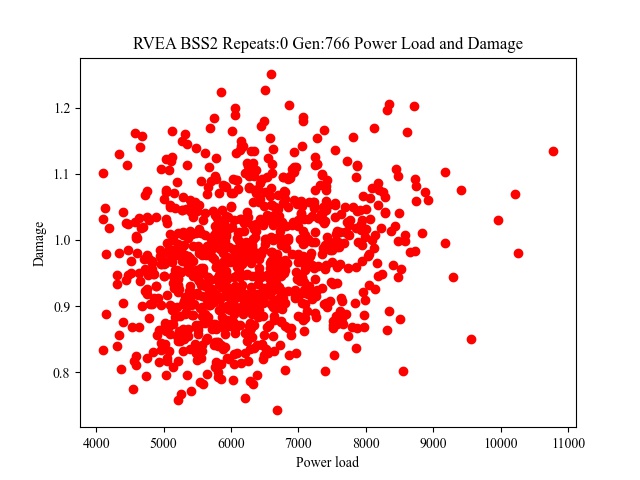 RVEA BSS2 Repeats:0 Gen:766 Power Load and Damage
Damage
1.2
1.1
1.0
0.9
0.8
4000 5000 6000 7000 8000 9000 10000 11000
Power load